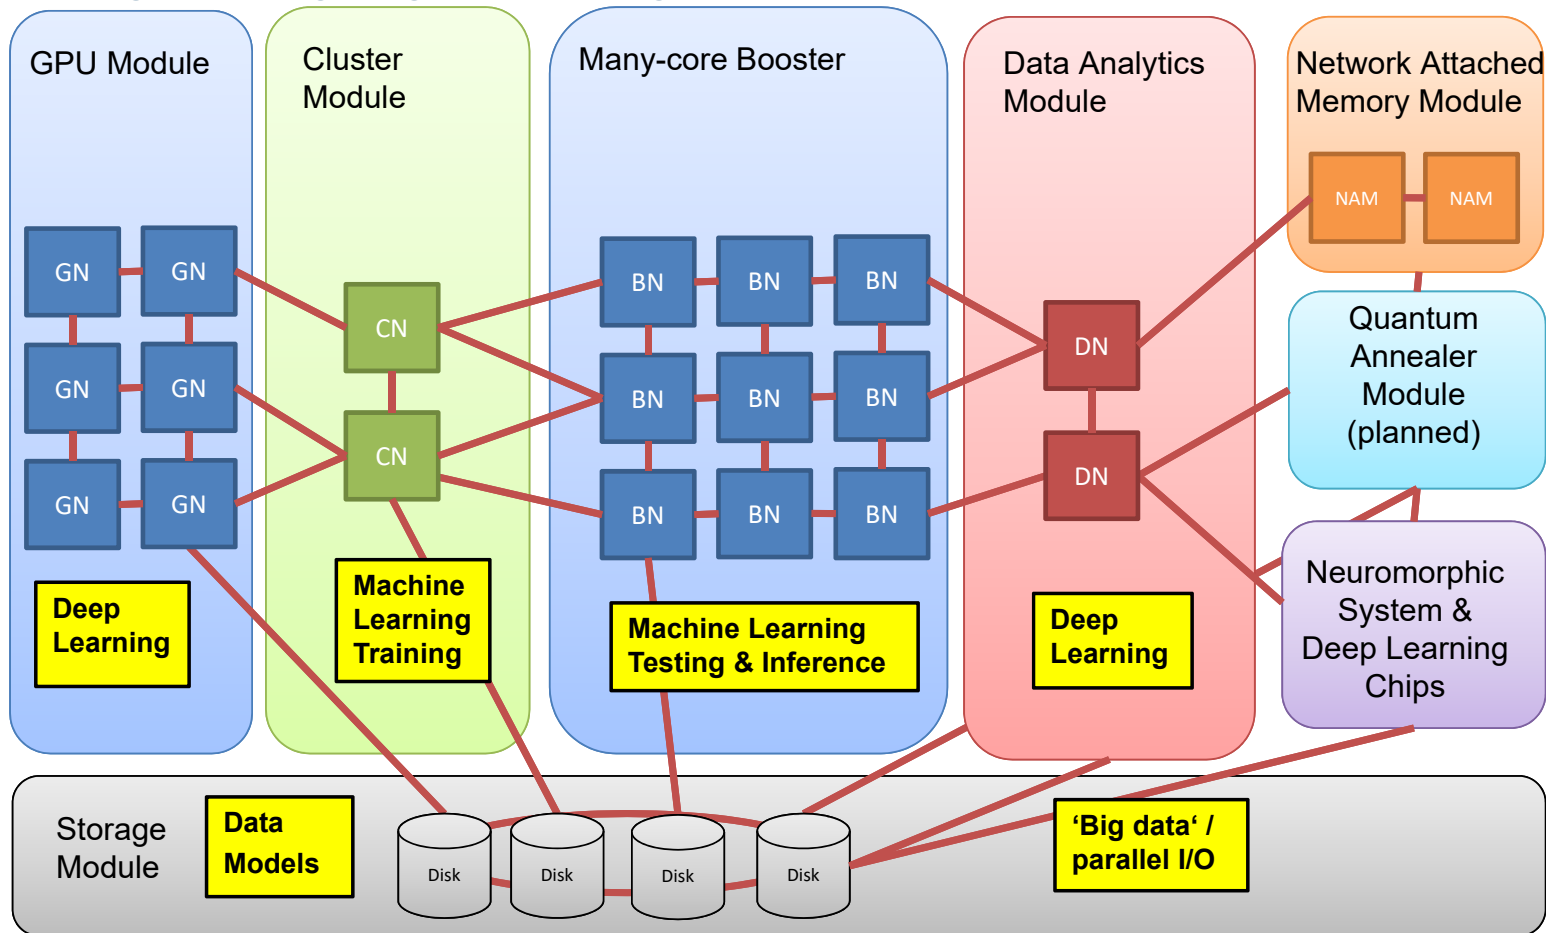 GPU Module
Cluster
Module
Many-core Booster
Data Analytics
Module
Network Attached
Memory Module
NAM
NAM
GN
GN
GN
GN
GN
GN
CN
CN
BN
BN
BN
BN
BN
BN
BN
BN
BN
DN
DN
Quantum
Annealer
Module
(planned)
Neuromorphic
System &
Deep Learning
Chips
Deep
Learning
Machine
Learning
Training
Machine Learning
Testing & Inference
Deep
Learning
Storage
Module
Data
Models
Disk
Disk
Disk
Disk
‘Big data‘ /
parallel I/O